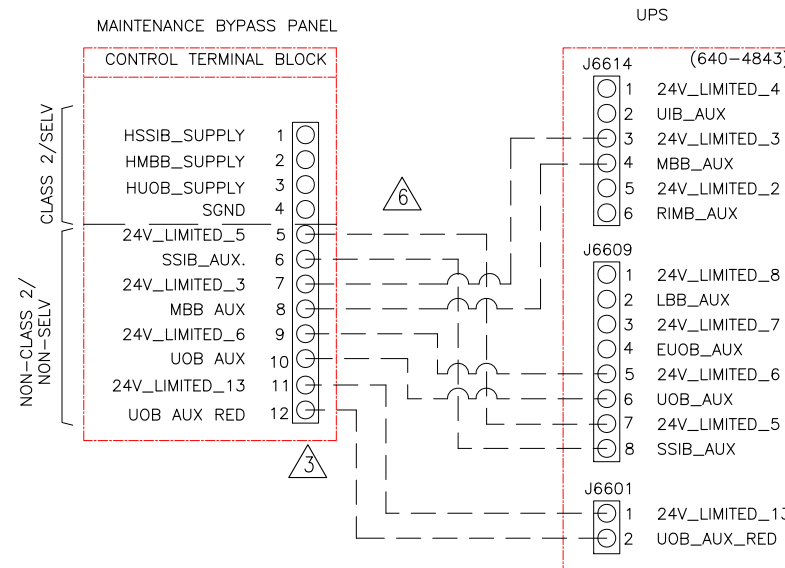 MAINTENANCE BYPASS PANEL
CONTROL TERMINAL BLOCK
CLASS 2/SELV
HSSIB_SUPPLY 1
HMBB_SUPPLY 2
HUOB_SUPPLY 3
SGND 4
NON-CLASS 2/
NON-SELV
24V_LIMITED_5 5
SSIB_AUX. 6
24V_LIMITED_3 7
MBB AUX 8
24V_LIMITED_6 9
UOB AUX 10
24V_LIMITED_13 11
UOB AUX RED 12
3
6
UPS
(640-4843)
J6614
1 24V_LIMITED_4
2 UIB_AUX
3 24V_LIMITED_3
4 MBB_AUX
5 24V_LIMITED_2
6 RIMB_AUX
J6609
1 24V_LIMITED_8
2 LBB_AUX
3 24V_LIMITED_7
4 EUOB_AUX
5 24V_LIMITED_6
6 UOB_AUX
7 24V_LIMITED_5
8 SSIB_AUX
J6601
1 24V_LIMITED_13
2 UOB_AUX_RED